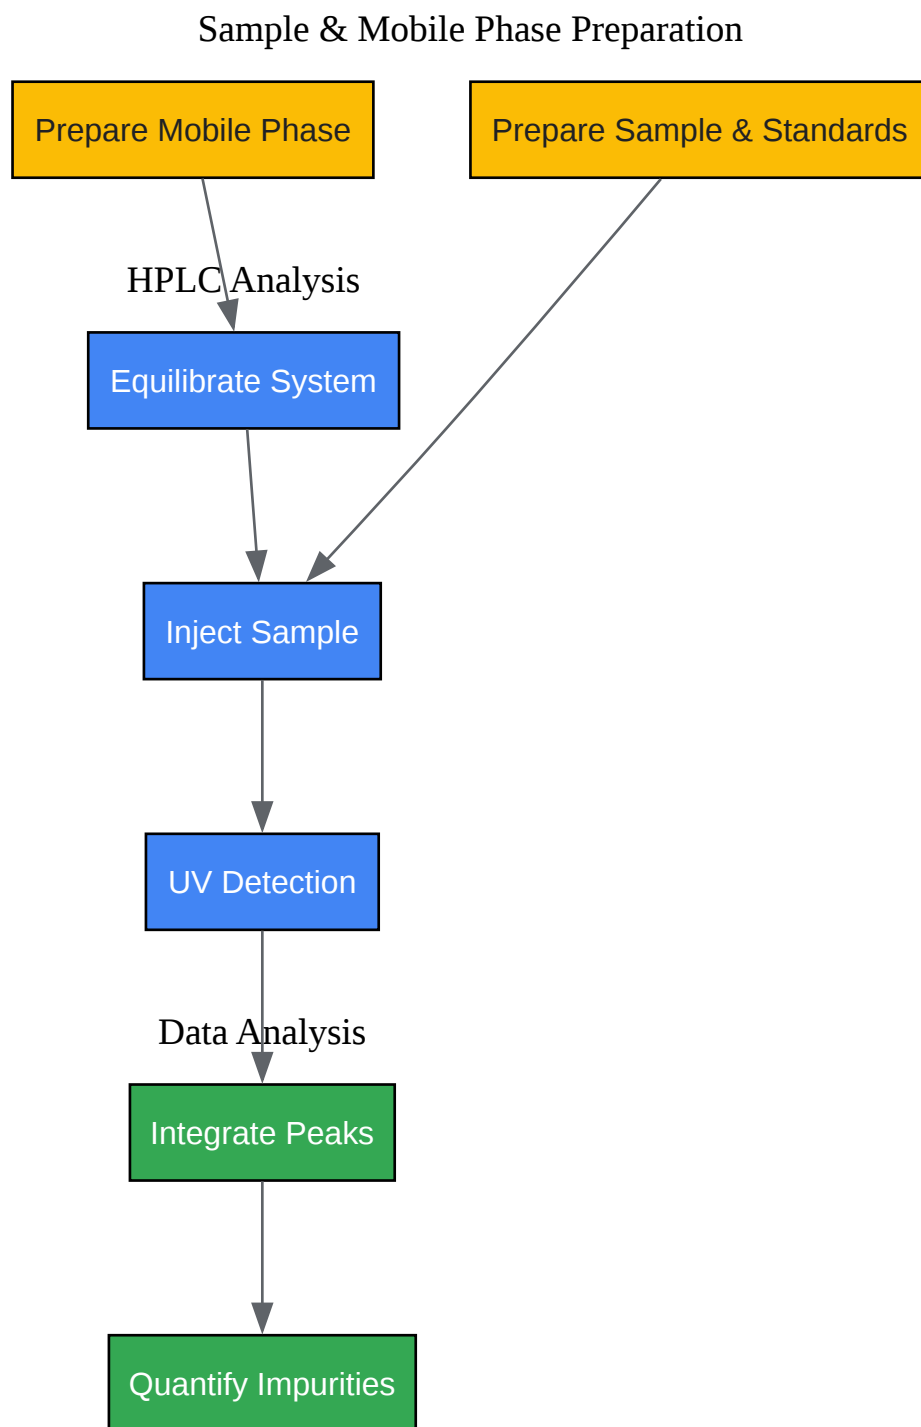 Sample & Mobile Phase Preparation
Prepare Mobile Phase
Prepare Sample & Standards
HPLC Analysis
Equilibrate System
Inject Sample
UV Detection
Data Analysis
Integrate Peaks
Quantify Impurities